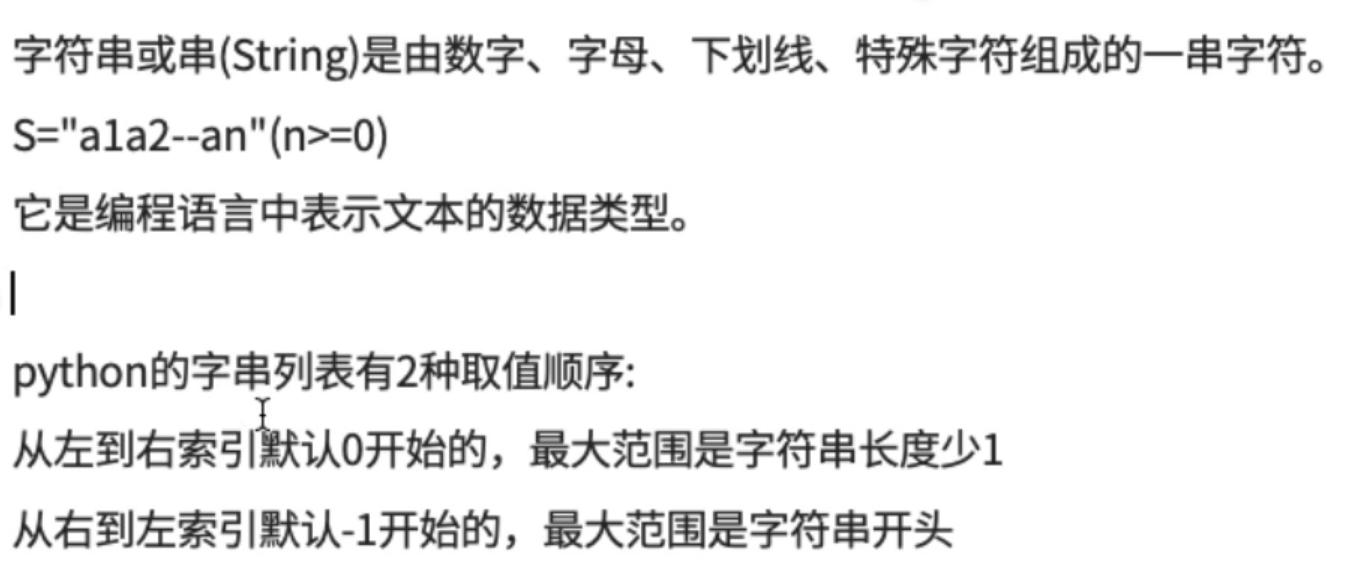 字符串或串(String)是由数字、字母、下划线、特殊字符组成的一串字符。
S="a1a2--an"(n>=0)
它是编程语言中表示文本的数据类型。
python的字串列表有2种取值顺序:
从左到右索引默认0开始的，最大范围是字符串长度少1
从右到左索引默认-1开始的，最大范围是字符串开头